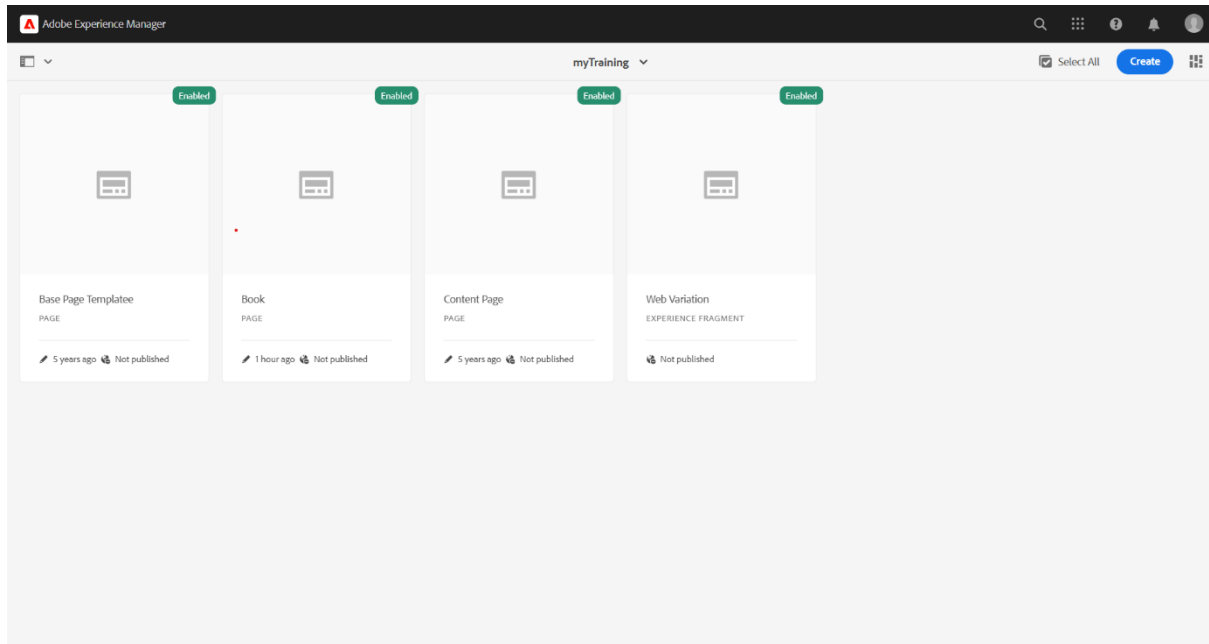 Adobe Experience Manager
myTraining
Select All
Create
Enabled
Enabled
Enabled
Enabled
Base Page Templatee
PAGE
5 years ago Not published
Book
PAGE
1 hour ago Not published
Content Page
PAGE
5 years ago Not published
Web Variation
EXPERIENCE FRAGMENT
Not published